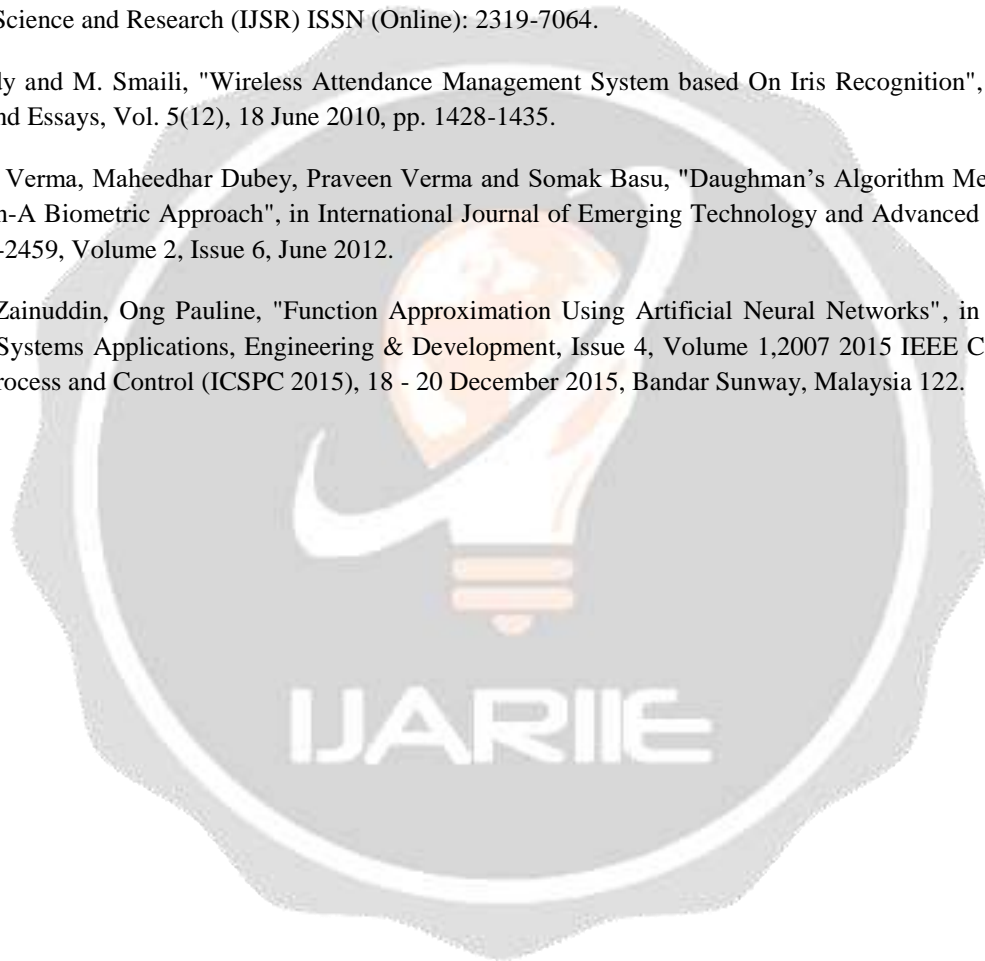 Science and Research (IJSR) ISSN (Online): 2319-7064.
and M. Smaili, "Wireless Attendance Management System based On Iris Recognition",
Essays, Vol. 5(12), 18 June 2010, pp. 1428-1435.
Verma, Maheedhar Dubey, Praveen Verma and Somak Basu, "Daughman's Algorithm
Biometric Approach", in International Journal of Emerging Technology and Advanced
-2459, Volume 2, Issue 6, June 2012.
Zainuddin, Ong Pauline, "Function Approximation Using Artificial Neural Networks", in
Systems Applications, Engineering & Development, Issue 4, Volume 1,2007 2015 IEEE
and Control (ICSPC 2015), 18 - 20 December 2015, Bandar Sunway, Malaysia 122.
IJARIIE